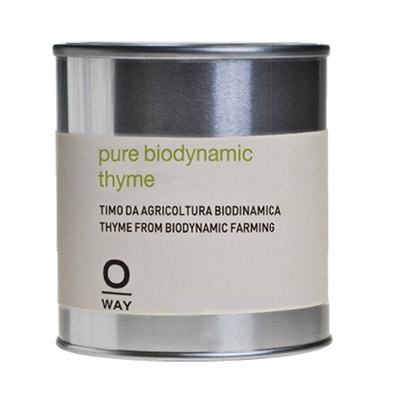 pure biodynamic
thyme
TIMO DA AGRICOLTURA BIODINAMICA
THYME FROM BIODYNAMIC FARMING
O
WAY